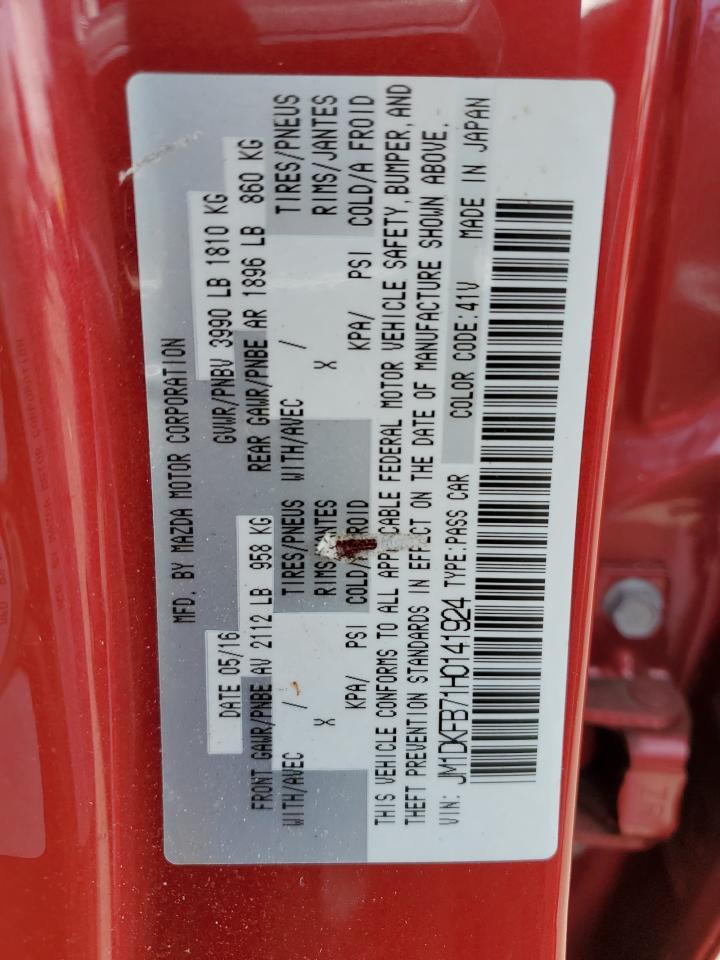 MFD. BY MAZDA MOTOR CORPORATION
DATE 05/16 GVWR/PNBV 3990 LB 1810 KG
FRONT GAWR/PNBE AV 2112 LB 958 KG REAR GAWR/PNBE AR 1896 LB 860 KG
WITH/AVEC / TIRES/PNEUS WITH/AVEC / TIRES/PNEUS
X RIMS/JANTES X RIMS/JANTES
KPA/ PSI COLD/A FROID KPA/ PSI COLD/A FROID
THIS VEHICLE CONFORMS TO ALL APPLICABLE FEDERAL MOTOR VEHICLE SAFETY, BUMPER, AND
THEFT PREVENTION STANDARDS IN EFFECT ON THE DATE OF MANUFACTURE SHOWN ABOVE.
VIN: JM1DKFB71H0141924 TYPE:PASS CAR COLOR CODE:41V MADE IN JAPAN